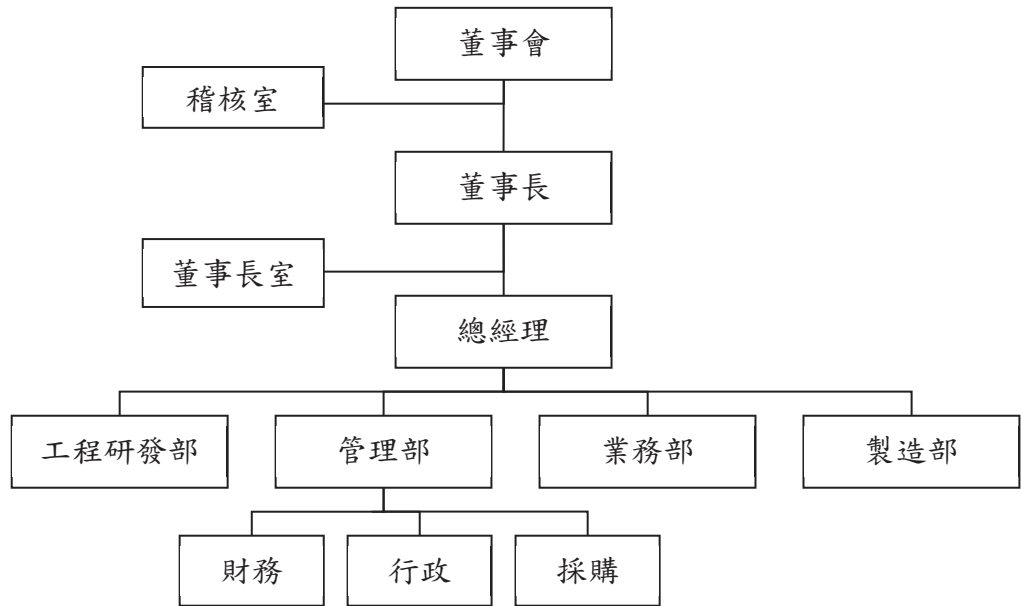 董事會
稽核室
董事長
董事長室
總經理
工程研發部
管理部
業務部
製造部
財務
行政
採購